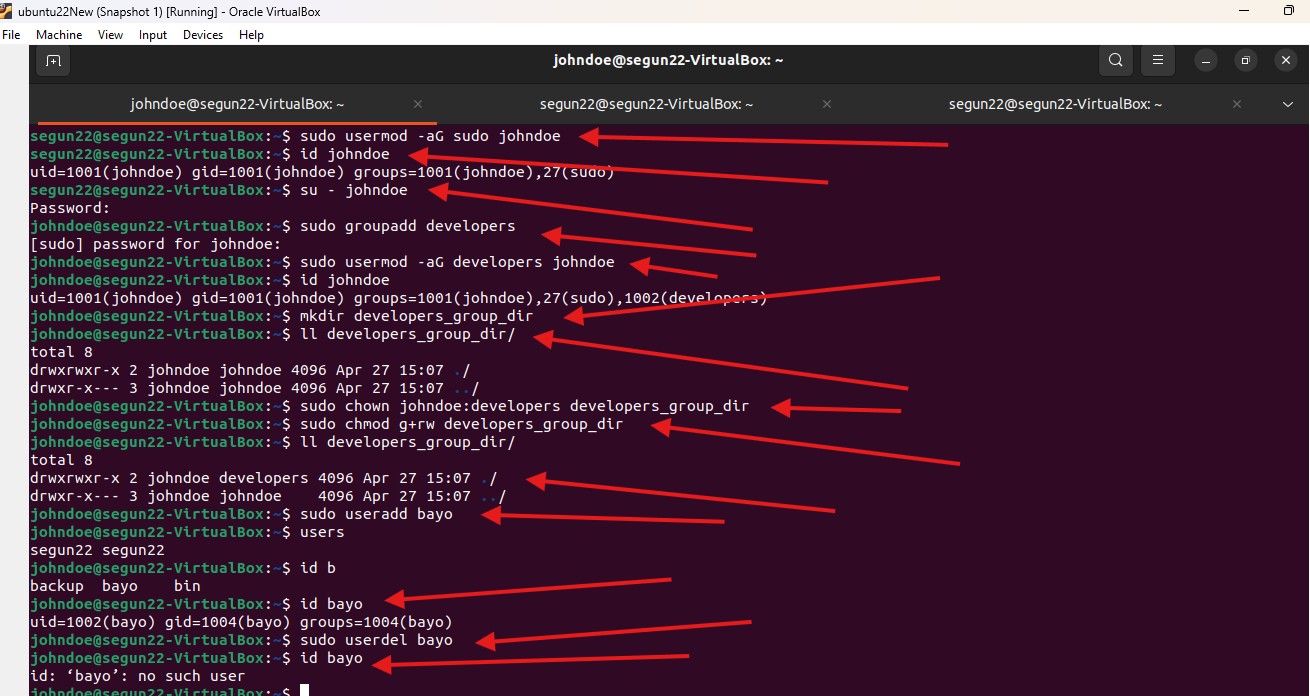 ubuntu22New (Snapshot 1) [Running] - Oracle VirtualBox
File Machine View Input Devices Help
johndoe@segun22-VirtualBox: ~
johndoe@segun22-VirtualBox: ~ segun22@segun22-VirtualBox: ~ segun22@segun22-VirtualBox: ~
segun22@segun22-VirtualBox:~$ sudo usermod -aG sudo johndoe
segun22@segun22-VirtualBox:~$ id johndoe
uid=1001(johndoe) gid=1001(johndoe) groups=1001(johndoe),27(sudo)
segun22@segun22-VirtualBox:~$ su - johndoe
Password:
johndoe@segun22-VirtualBox:~$ sudo groupadd developers
[sudo] password for johndoe:
johndoe@segun22-VirtualBox:~$ sudo usermod -aG developers johndoe
johndoe@segun22-VirtualBox:~$ id johndoe
uid=1001(johndoe) gid=1001(johndoe) groups=1001(johndoe),27(sudo),1002(developers)
johndoe@segun22-VirtualBox:~$ mkdir developers_group_dir
johndoe@segun22-VirtualBox:~$ ll developers_group_dir/
total 8
drwxrwxr-x 2 johndoe johndoe 4096 Apr 27 15:07 ./
drwxr-x--- 3 johndoe johndoe 4096 Apr 27 15:07 ../
johndoe@segun22-VirtualBox:~$ sudo chown johndoe:developers developers_group_dir
johndoe@segun22-VirtualBox:~$ sudo chmod g+rw developers_group_dir
johndoe@segun22-VirtualBox:~$ ll developers_group_dir/
total 8
drwxrwxr-x 2 johndoe developers 4096 Apr 27 15:07 ./
drwxr-x--- 3 johndoe johndoe    4096 Apr 27 15:07 ../
johndoe@segun22-VirtualBox:~$ sudo useradd bayo
johndoe@segun22-VirtualBox:~$ users
segun22 segun22
johndoe@segun22-VirtualBox:~$ id b
backup  bayo    bin
johndoe@segun22-VirtualBox:~$ id bayo
uid=1002(bayo) gid=1004(bayo) groups=1004(bayo)
johndoe@segun22-VirtualBox:~$ sudo userdel bayo
johndoe@segun22-VirtualBox:~$ id bayo
id: ‘bayo’: no such user
johndoe@segun22-VirtualBox:~$